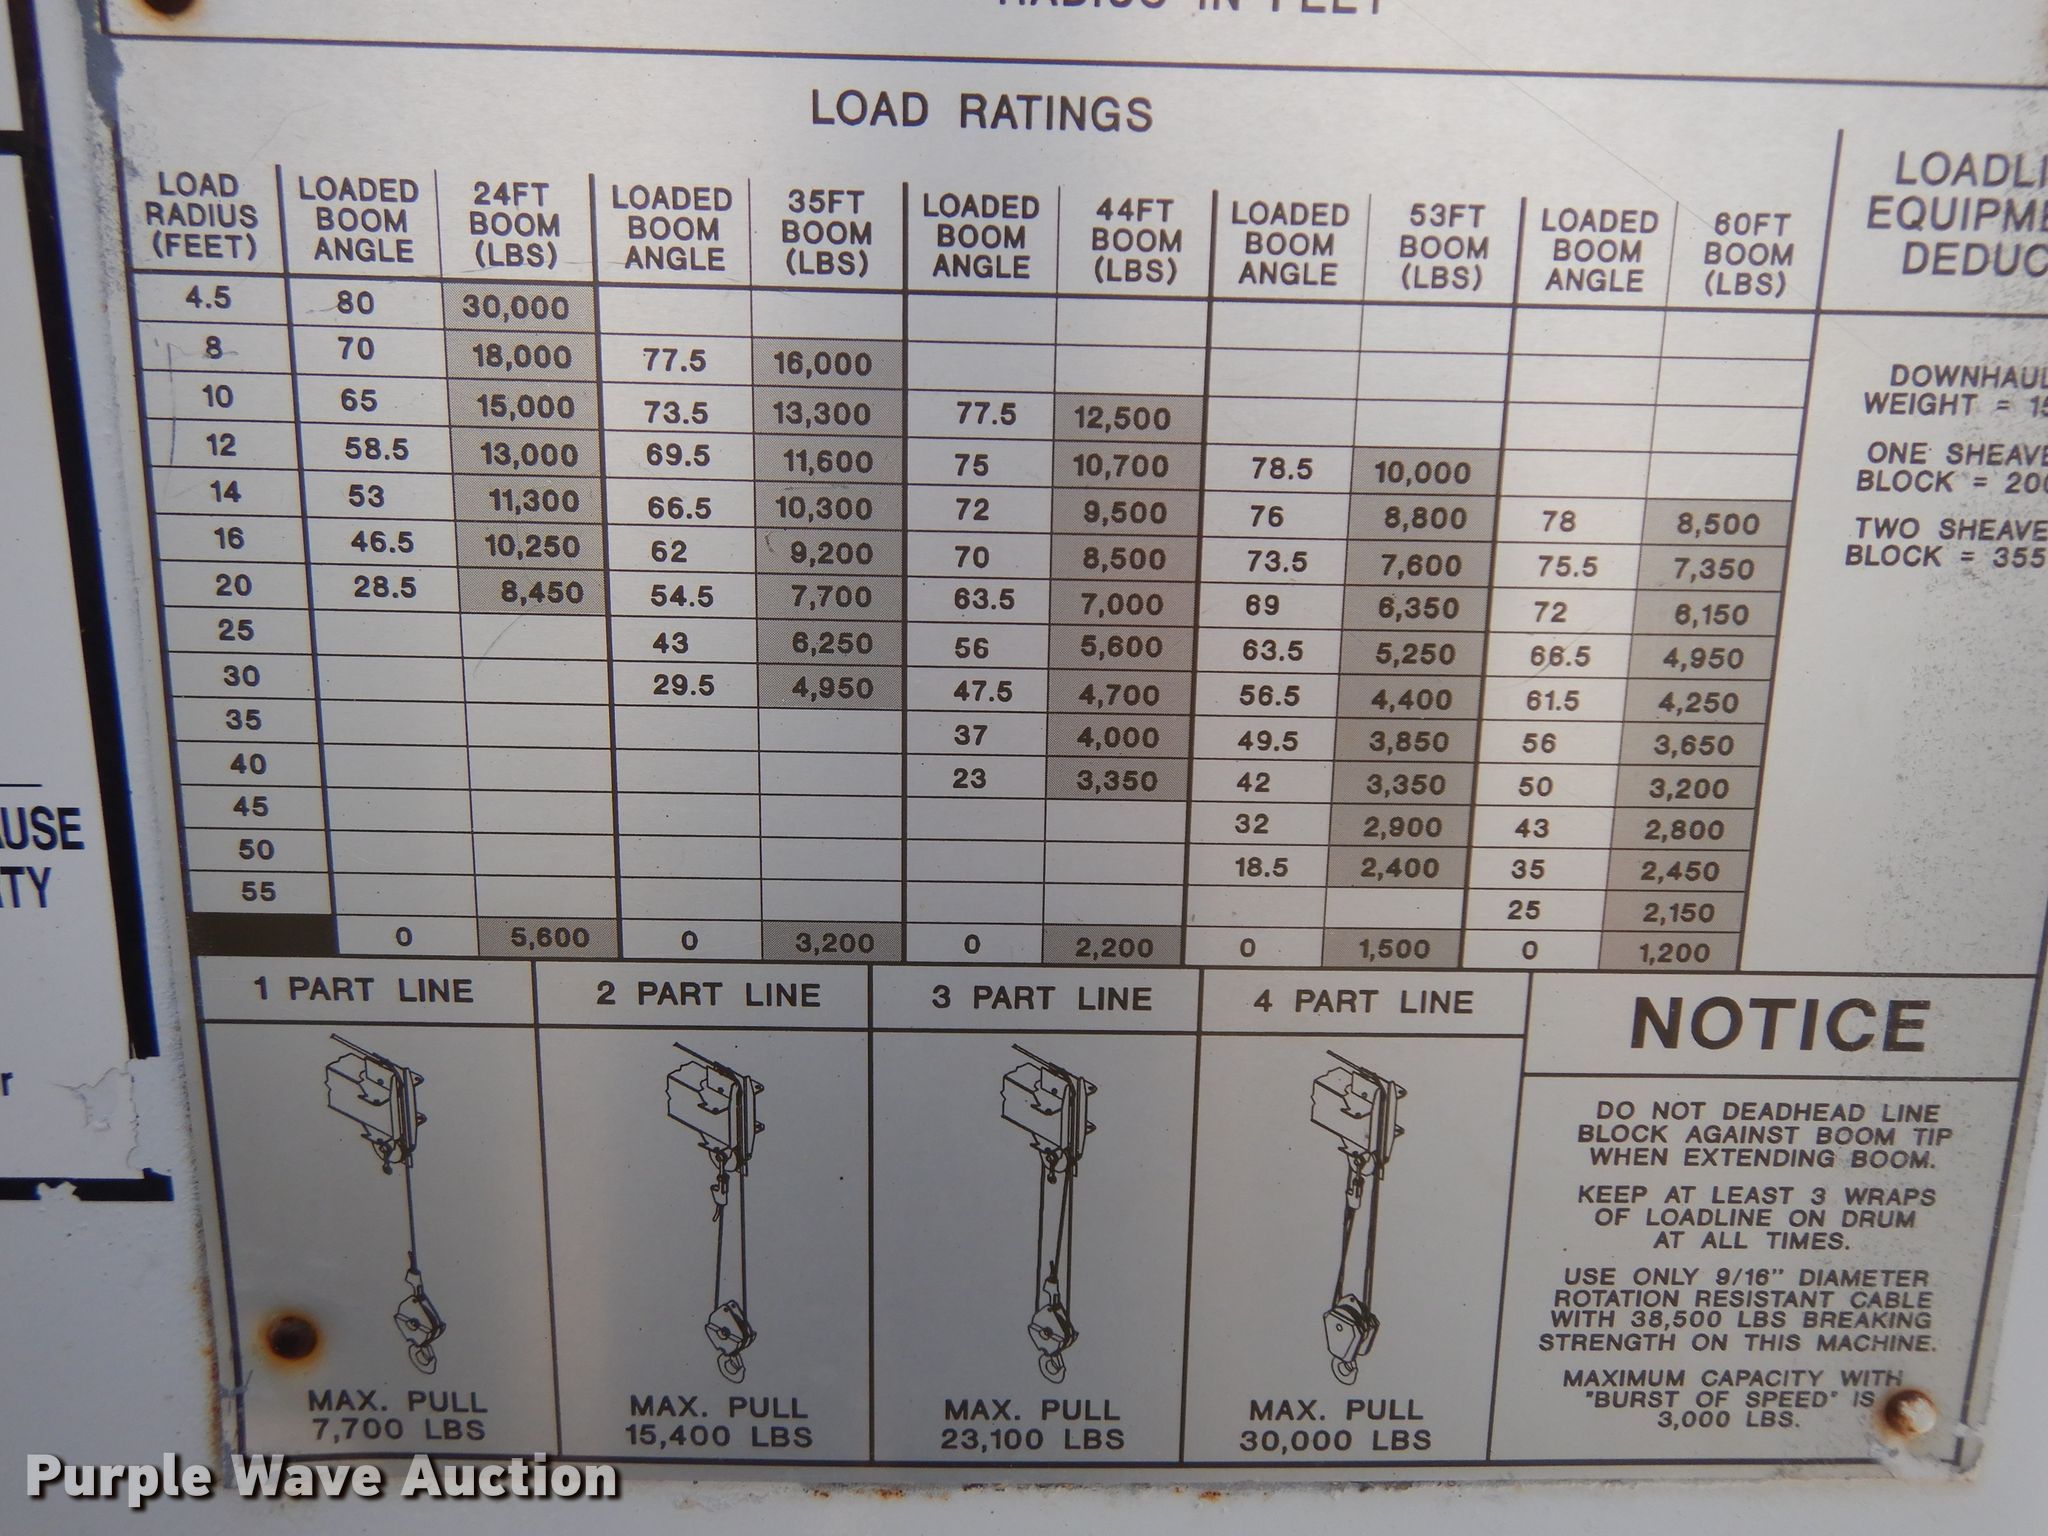 RADIUS IN FEET
LOAD RATINGS
LOAD RADIUS (FEET) LOADED BOOM ANGLE 24FT BOOM (LBS) LOADED BOOM ANGLE 35FT BOOM (LBS) LOADED BOOM ANGLE 44FT BOOM (LBS) LOADED BOOM ANGLE 53FT BOOM (LBS) LOADED BOOM ANGLE 60FT BOOM (LBS)
4.5 80 30,000
8 70 18,000 77.5 16,000
10 65 15,000 73.5 13,300 77.5 12,500
12 58.5 13,000 69.5 11,600 75 10,700 78.5 10,000
14 53 11,300 66.5 10,300 72 9,500 76 8,800 78 8,500
16 46.5 10,250 62 9,200 70 8,500 73.5 7,600 75.5 7,350
20 28.5 8,450 54.5 7,700 63.5 7,000 69 6,350 72 6,150
25 43 6,250 56 5,600 63.5 5,250 66.5 4,950
30 29.5 4,950 47.5 4,700 56.5 4,400 61.5 4,250
35 37 4,000 49.5 3,850 56 3,650
40 23 3,350 42 3,350 50 3,200
45 32 2,900 43 2,800
50 18.5 2,400 35 2,450
55 25 2,150
0 5,600 0 3,200 0 2,200 0 1,500 0 1,200
LOADLI
EQUIPME
DEDUC
DOWNHAUL
WEIGHT = 15
ONE SHEAVE
BLOCK = 200
TWO SHEAVE
BLOCK = 355
1 PART LINE
MAX. PULL
7,700 LBS
2 PART LINE
MAX. PULL
15,400 LBS
3 PART LINE
MAX. PULL
23,100 LBS
4 PART LINE
MAX. PULL
30,000 LBS
NOTICE
DO NOT DEADHEAD LINE
BLOCK AGAINST BOOM TIP
WHEN EXTENDING BOOM.
KEEP AT LEAST 3 WRAPS
OF LOADLINE ON DRUM
AT ALL TIMES.
USE ONLY 9/16" DIAMETER
ROTATION RESISTANT CABLE
WITH 38,500 LBS BREAKING
STRENGTH ON THIS MACHINE.
MAXIMUM CAPACITY WITH
"BURST OF SPEED" IS
3,000 LBS.
USE
TY
r
Purple Wave Auction